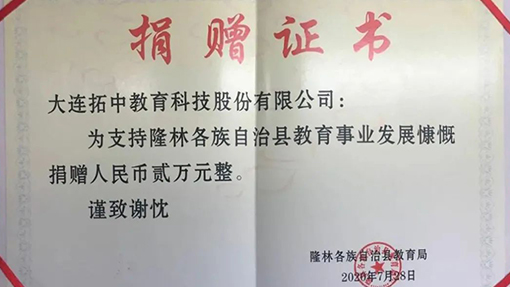 捐赠证书
大连拓中教育科技股份有限公司：
为支持隆林各族自治县教育事业发展慷慨
捐赠人民币贰万元整。
谨致谢忱
隆林各族自治县教育局
2020年7月28日